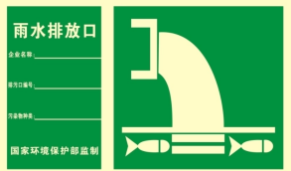 雨水排放口
企业名称：
排污口编号：
污染物种类：
国家环境保护部监制